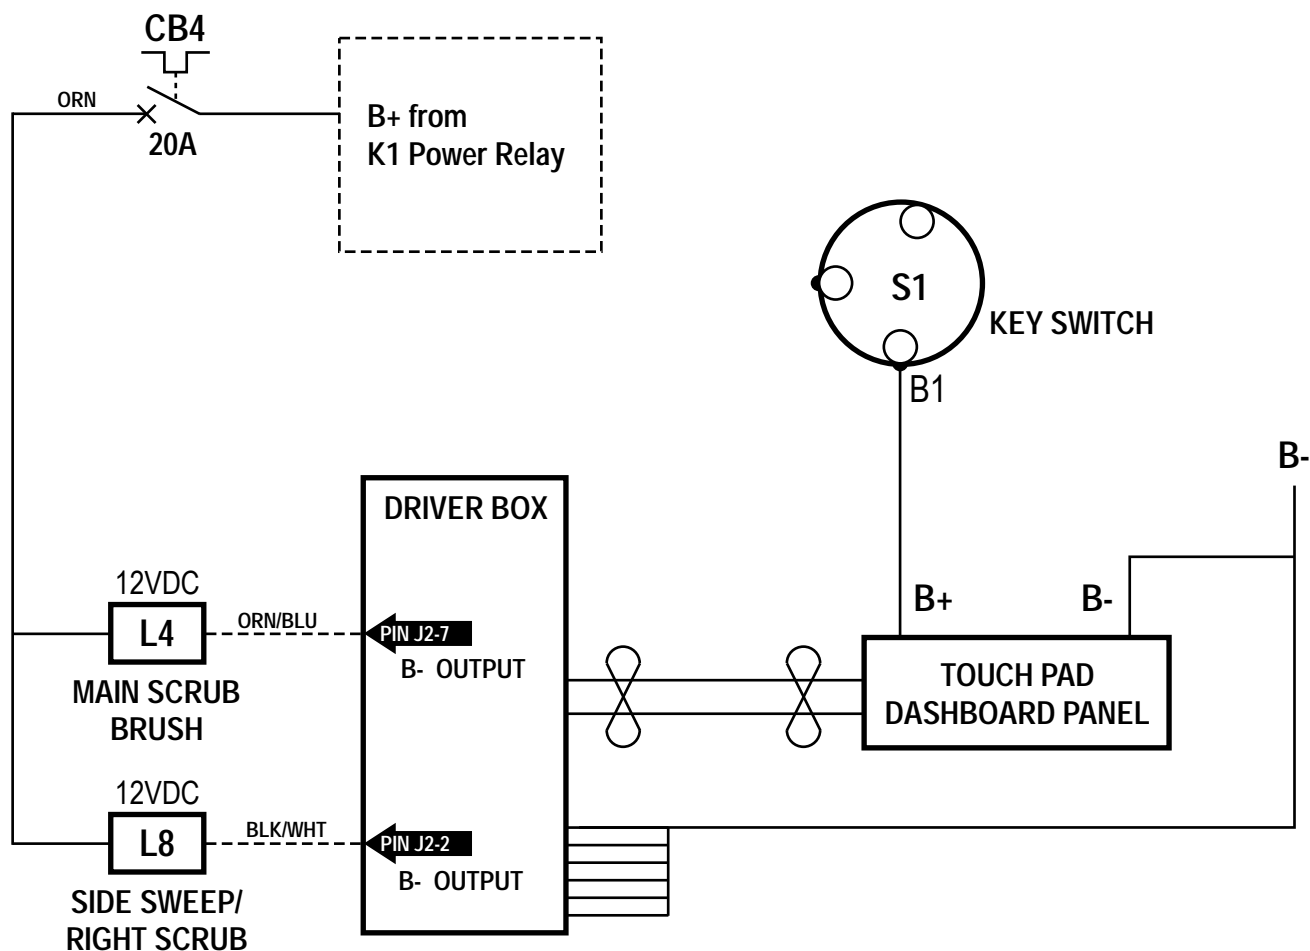 CB4
ORN
20A
B+ from
K1 Power Relay
S1
KEY SWITCH
B1
B-
DRIVER BOX
12VDC
L4
ORN/BLU
PIN J2-7
B- OUTPUT
MAIN SCRUB
BRUSH
B+
B-
TOUCH PAD
DASHBOARD PANEL
12VDC
L8
BLK/WHT
PIN J2-2
B- OUTPUT
SIDE SWEEP/
RIGHT SCRUB